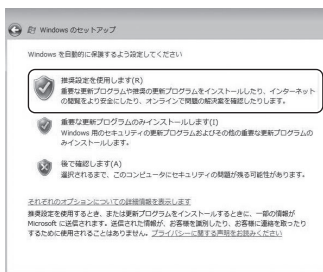 Windows のセットアップ
Windows を自動的に保護するよう設定してください
推奨設定を使用します(R)
重要な更新プログラムや推奨の更新プログラムをインストールしたり、インターネット
の閲覧をより安全にしたり、オンラインで問題の解決策を確認したりします。
重要な更新プログラムのみインストールします(I)
Windows 用のセキュリティの更新プログラムおよびその他の重要な更新プログラムの
みインストールします。
後で確認します(A)
選択されるまで、このコンピュータにセキュリティの問題が残る可能性があります。
それぞれのオプションについての詳細情報を表示します
推奨設定を使用するとき、または更新プログラムをインストールするときに、一部の情報が
Microsoft に送信されます。送信された情報が、お客様を識別したり、お客様に連絡を取ったり
するために使用されることはありません。プライバシーに関する声明をお読みください